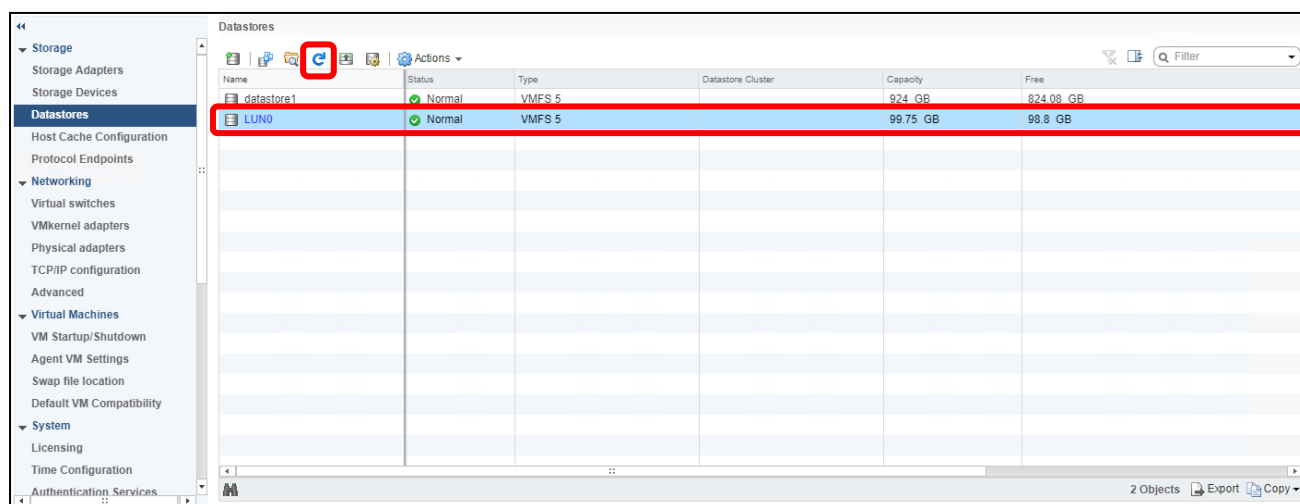 Datastores
Storage
Storage Adapters
Storage Devices
Datastores
Host Cache Configuration
Protocol Endpoints
Networking
Virtual switches
VMkernel adapters
Physical adapters
TCP/IP configuration
Advanced
Virtual Machines
VM Startup/Shutdown
Agent VM Settings
Swap file location
Default VM Compatibility
System
Licensing
Time Configuration
Authentication Services
Actions
Filter
Name Status Type Datastore Cluster Capacity Free
datastore1 Normal VMFS 5 924 GB 824.08 GB
LUN0 Normal VMFS 5 99.75 GB 98.8 GB
2 Objects Export Copy